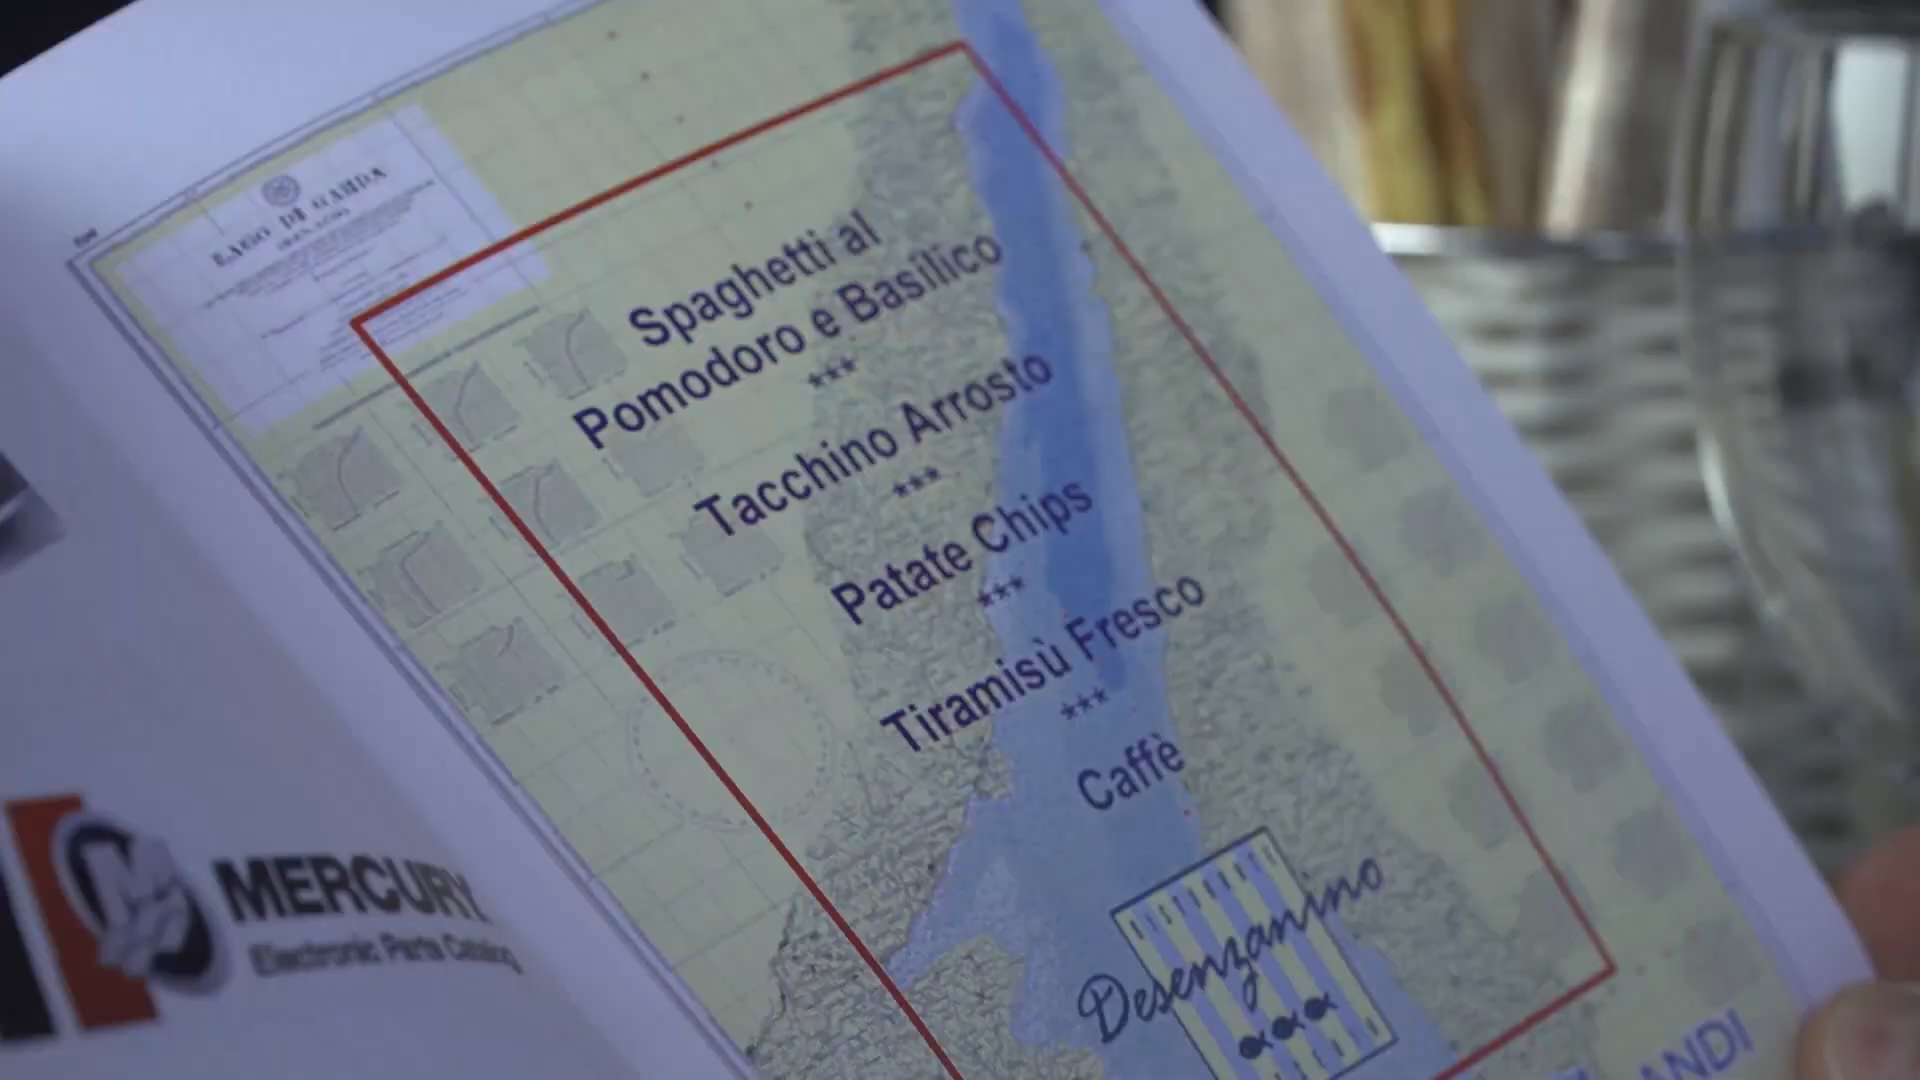 LAGO DI GARDA
Spaghetti al
Pomodoro e Basilico
***
Tacchino Arrosto
***
Patate Chips
***
Tiramisù Fresco
***
Caffè
Desenzanino
MERCURY
Electronic Parts Catalog